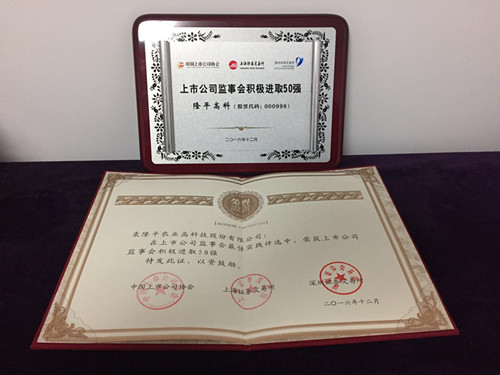 中国上市公司协会 上海证券交易所
上市公司监事会积极进取50强
隆平高科（股票代码：000998）
二〇一六年十二月
袁隆平农业高科技股份有限公司：
在上市公司监事会最佳实践评选中，荣获上市公司
监事会积极进取50强
特发此证，以资鼓励。
中国上市公司协会 上海证券交易所 深圳证券交易所
二〇一六年十二月